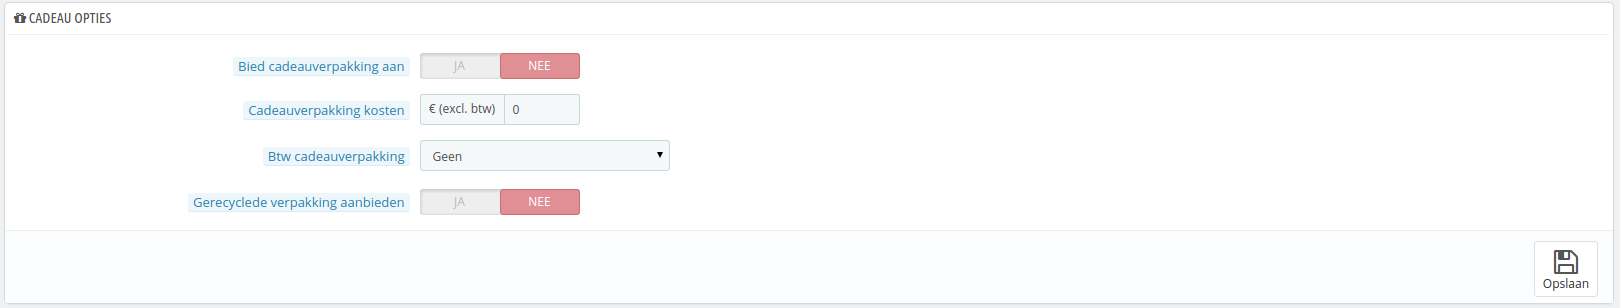 CADEAU OPTIES
Bied cadeauverpakking aan JA NEE
Cadeauverpakking kosten € (excl. btw) 0
Btw cadeauverpakking Geen
Gerecyclede verpakking aanbieden JA NEE
Opslaan